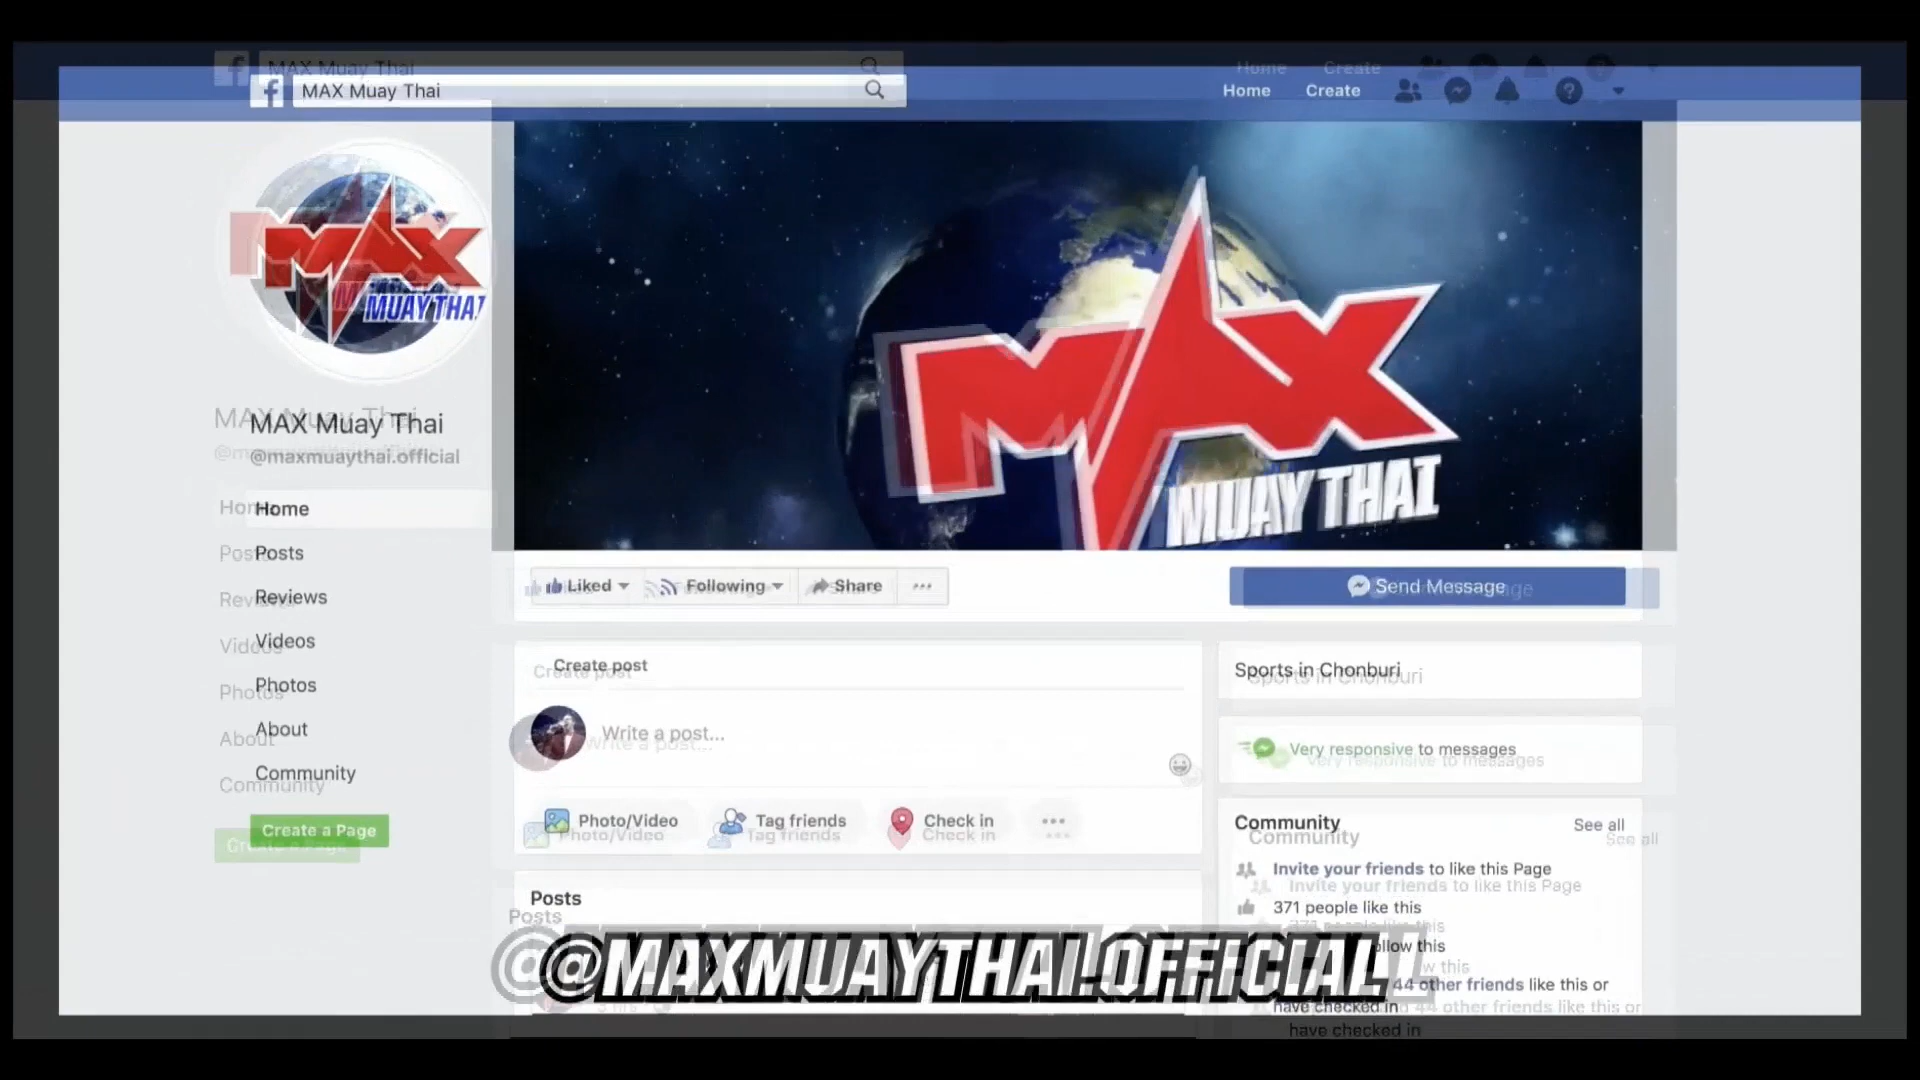 MAX Muay Thai
Home Create
MAX
MUAY THAI
MAX Muay Thai
@maxmuaythai.official
Home
Posts
Reviews
Videos
Photos
About
Community
Create a Page
MAX
MUAY THAI
Liked Following Share ...
Send Message
Create post
Write a post...
Photo/Video Tag friends Check in ...
Posts
Sports in Chonburi
Very responsive to messages
Community See all
Invite your friends to like this Page
371 people like this
follow this
44 other friends like this or
have checked in
@MAXMUAYTHAI.OFFICIAL